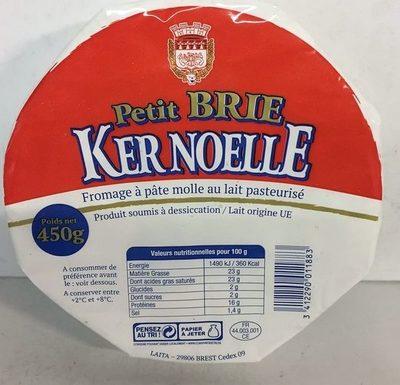 Petit BRIE
KERNOELLE
Fromage à pâte molle au lait pasteurisé
Produit soumis à dessiccation / Lait origine UE
Poids net
450g
A consommer de
préférence avant
le : voir dessous.
A conserver entre
+2°C et +8°C.
Valeurs nutritionnelles pour 100 g
Energie 1490 kJ / 360 Kcal
Matière Grasse 23 g
Dont acides gras saturés 23 g
Glucides 2 g
Dont sucres 2 g
Protéines 16 g
Sel 1,4 g
3 412290 011883
PENSEZ AU TRI !
PAPIER À JETER
FR
44.003.001
CE
LAITA – 29806 BREST Cedex 09